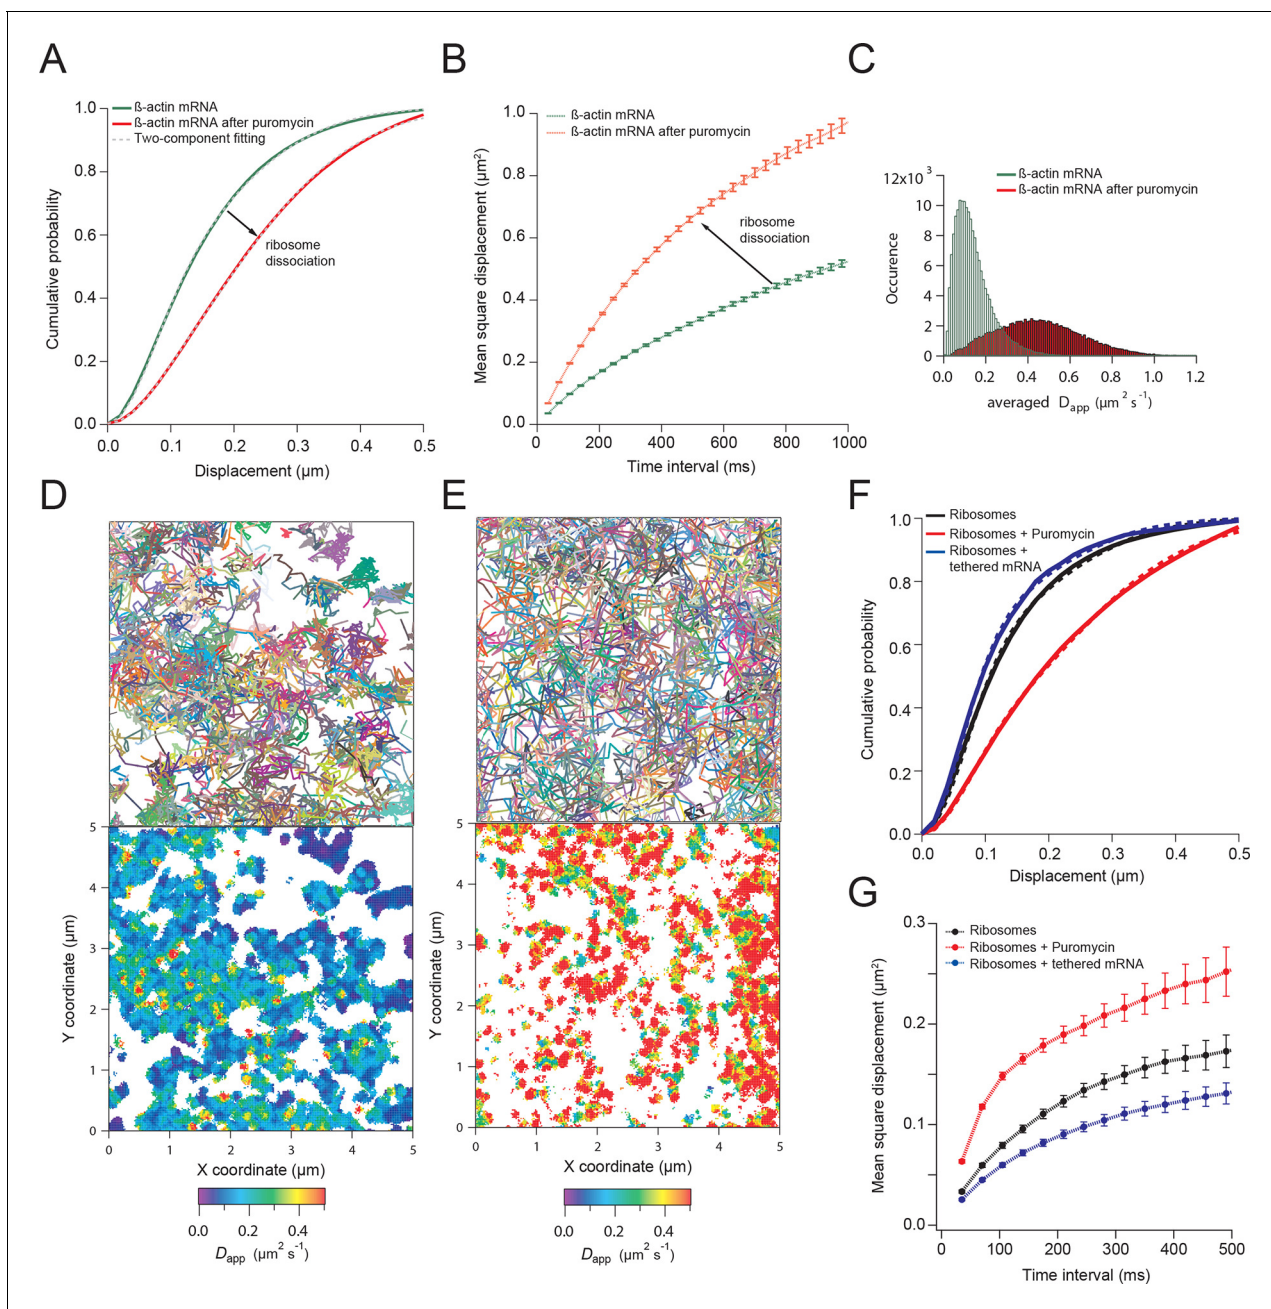 A
ß-actin mRNA
ß-actin mRNA after puromycin
Two-component fitting
1.0
0.8
0.6
0.4
0.2
0.0
Cumulative probability
ribosome
dissociation
0.0 0.1 0.2 0.3 0.4 0.5
Displacement (µm)
B
ß-actin mRNA
ß-actin mRNA after puromycin
1.0
0.8
0.6
0.4
0.2
0.0
Mean square displacement (µm²)
ribosome
dissociation
0 200 400 600 800 1000
Time interval (ms)
C
ß-actin mRNA
ß-actin mRNA after puromycin
12x10³
10
8
6
4
2
0
Occurence
0.0 0.2 0.4 0.6 0.8 1.0 1.2
averaged Dapp (µm² s⁻¹)
D
5
4
3
2
1
0
Y coordinate (µm)
0 1 2 3 4 5
X coordinate (µm)
0.0 0.2 0.4
Dapp (µm² s⁻¹)
E
5
4
3
2
1
0
Y coordinate (µm)
0 1 2 3 4 5
X coordinate (µm)
0.0 0.2 0.4
Dapp (µm² s⁻¹)
F
Ribosomes
Ribosomes + Puromycin
Ribosomes +
tethered mRNA
1.0
0.8
0.6
0.4
0.2
0.0
Cumulative probability
0.0 0.1 0.2 0.3 0.4 0.5
Displacement (µm)
G
Ribosomes
Ribosomes + Puromycin
Ribosomes + tethered mRNA
0.3
0.2
0.1
0.0
Mean square displacement (µm²)
0 100 200 300 400 500
Time interval (ms)